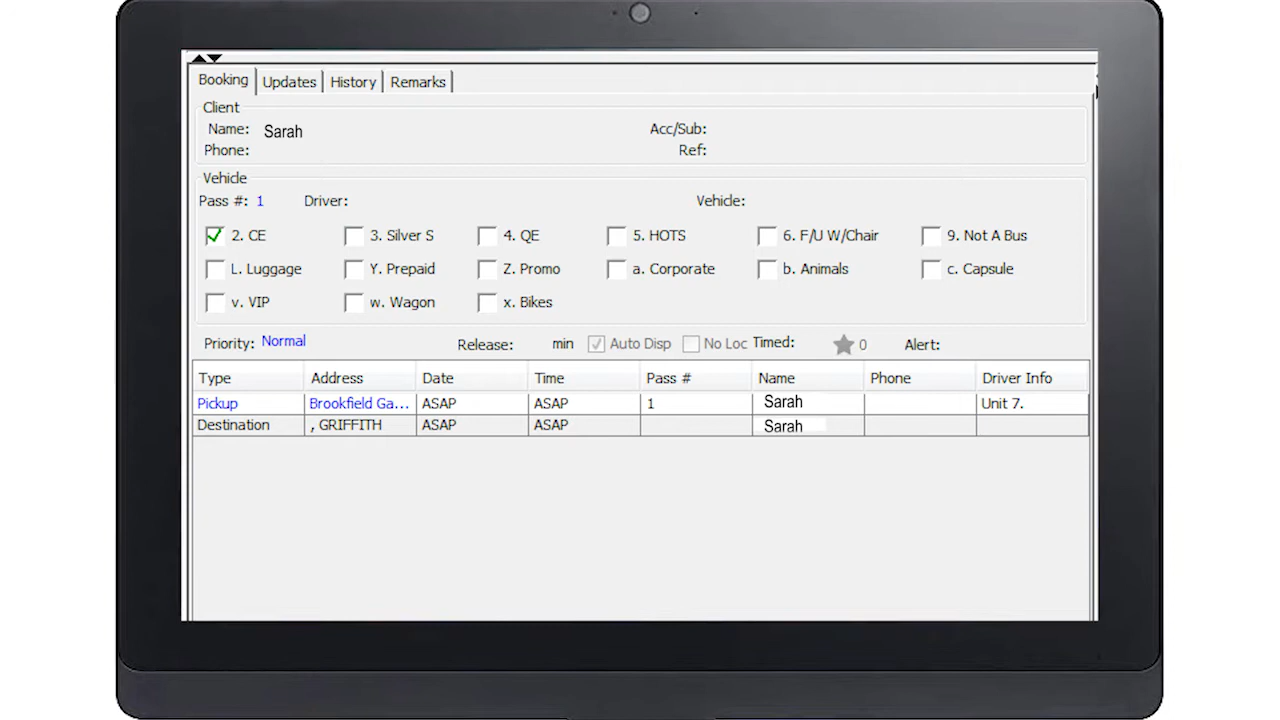 Booking Updates History Remarks
Client
Name: Sarah Acc/Sub:
Phone: Ref:
Vehicle
Pass #: 1 Driver: Vehicle:
2. CE 3. Silver S 4. QE 5. HOTS 6. F/U W/Chair 9. Not A Bus
L. Luggage Y. Prepaid Z. Promo a. Corporate b. Animals c. Capsule
v. VIP w. Wagon x. Bikes
Priority: Normal Release: min Auto Disp No Loc Timed: 0 Alert:
Type Address Date Time Pass # Name Phone Driver Info
Pickup Brookfield Ga... ASAP ASAP 1 Sarah Unit 7.
Destination , GRIFFITH ASAP ASAP Sarah